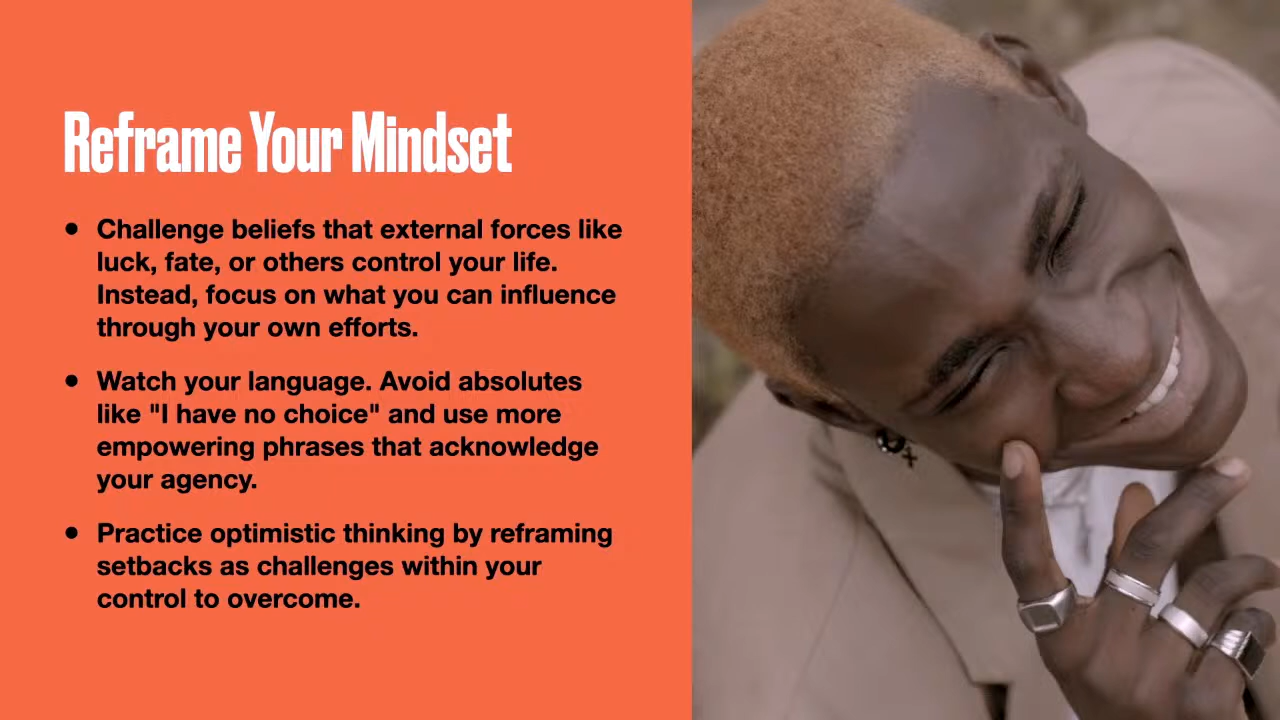 Reframe Your Mindset
• Challenge beliefs that external forces like
luck, fate, or others control your life.
Instead, focus on what you can influence
through your own efforts.
• Watch your language. Avoid absolutes
like "I have no choice" and use more
empowering phrases that acknowledge
your agency.
• Practice optimistic thinking by reframing
setbacks as challenges within your
control to overcome.